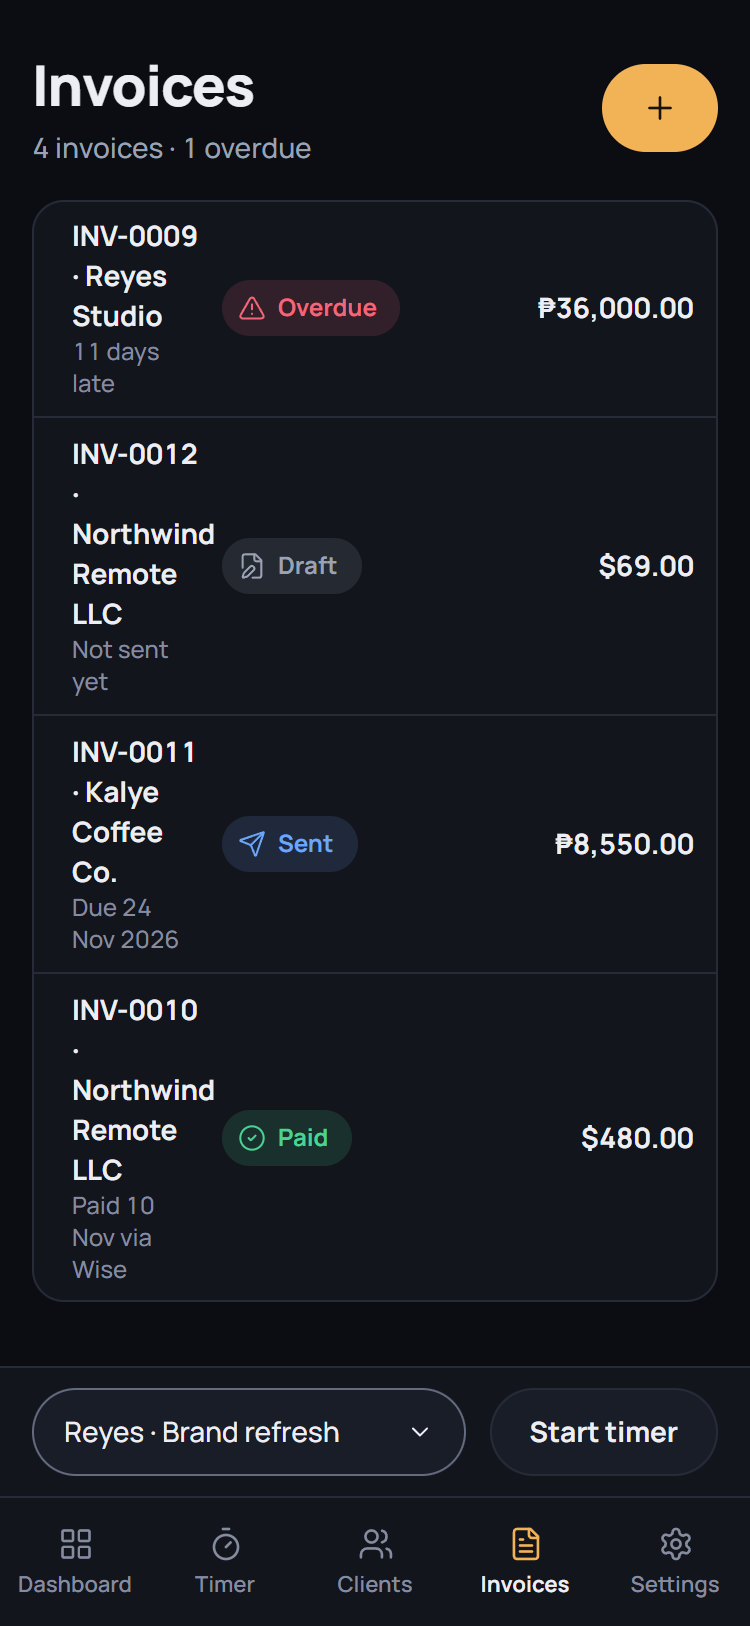 Invoices
4 invoices · 1 overdue
INV-0009
· Reyes
Studio
11 days
late
Overdue
₱36,000.00
INV-0012
·
Northwind
Remote
LLC
Not sent
yet
Draft
$69.00
INV-0011
· Kalye
Coffee
Co.
Due 24
Nov 2026
Sent
₱8,550.00
INV-0010
·
Northwind
Remote
LLC
Paid 10
Nov via
Wise
Paid
$480.00
Reyes · Brand refresh
Start timer
Dashboard
Timer
Clients
Invoices
Settings